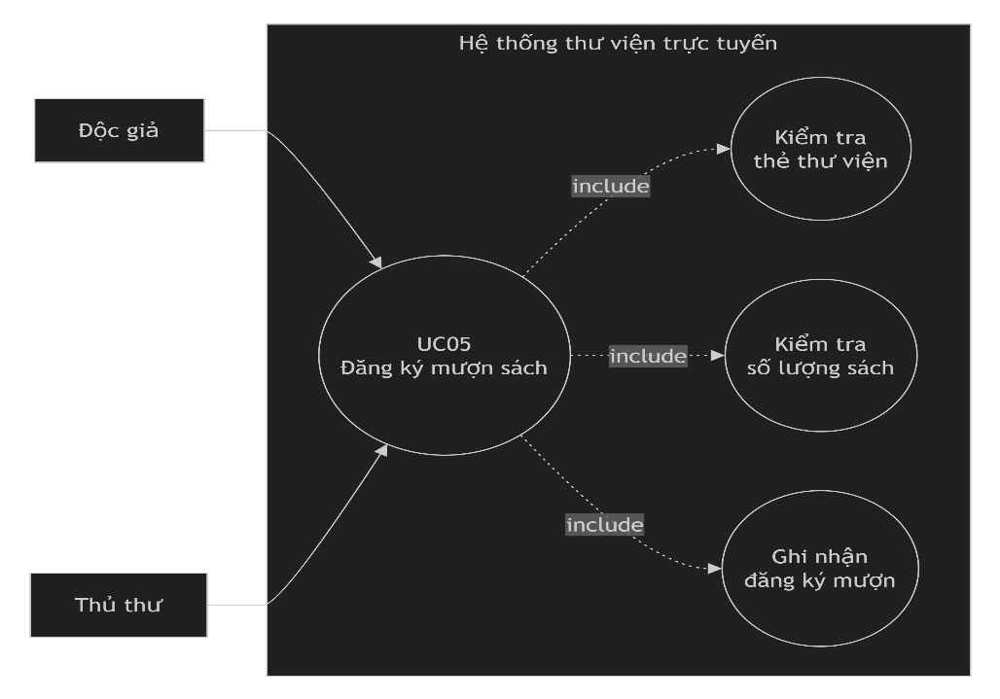 Hệ thống thư viện trực tuyến
Độc giả
Kiểm tra
thẻ thư viện
include
UC05
Đăng ký mượn sách
include
Kiểm tra
số lượng sách
include
Ghi nhận
đăng ký mượn
Thủ thư